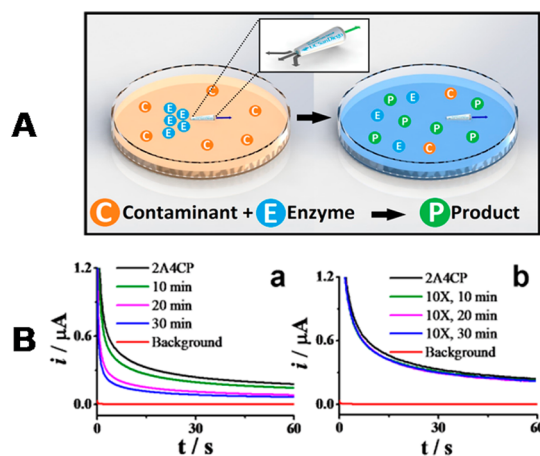 A
C C C C C C
E E E E E
P P P P P P P
E E E
C C
C Contaminant + E Enzyme P Product
B
a
i / µA
1.2
0.6
0.0
2A4CP
10 min
20 min
30 min
Background
0 30 60
t / s
b
i / µA
1.2
0.6
0.0
2A4CP
10X, 10 min
10X, 20 min
10X, 30 min
Background
0 30 60
t / s